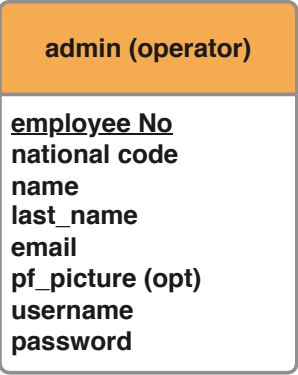 admin (operator)
employee No
national code
name
last_name
email
pf_picture (opt)
username
password